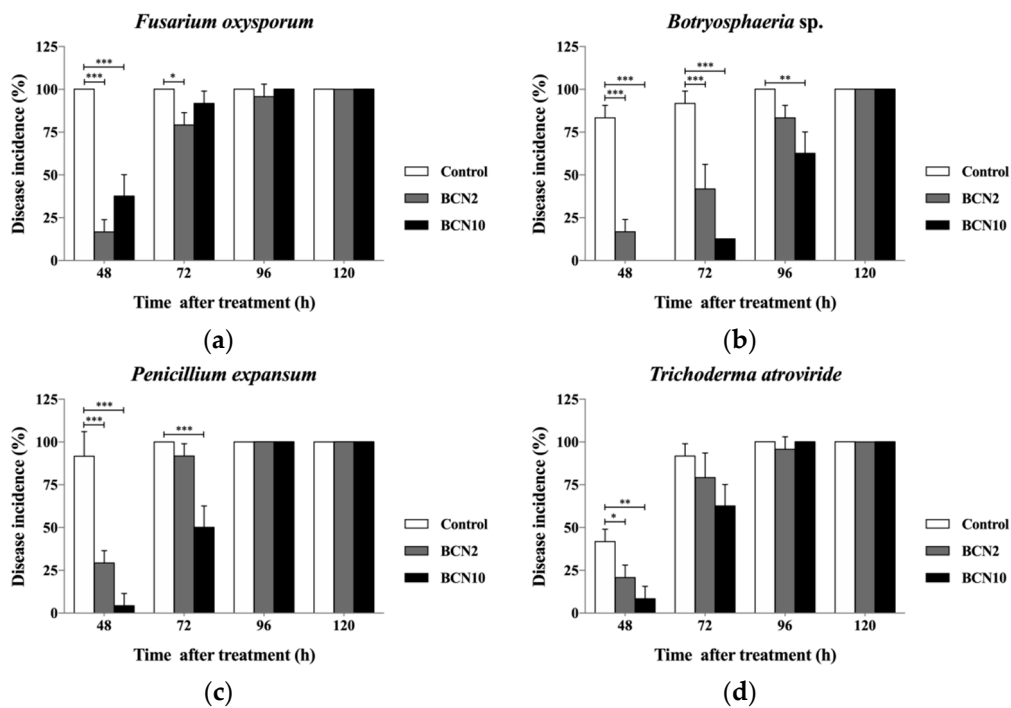 Fusarium oxysporum
***
***
*
125
100
75
50
25
0
Disease incidence (%)
48 72 96 120
Time after treatment (h)
Control
BCN2
BCN10
(a)
Botryosphaeria sp.
***
***
***
***
**
125
100
75
50
25
0
Disease incidence (%)
48 72 96 120
Time after treatment (h)
Control
BCN2
BCN10
(b)
Penicillium expansum
***
***
***
125
100
75
50
25
0
Disease incidence (%)
48 72 96 120
Time after treatment (h)
Control
BCN2
BCN10
(c)
Trichoderma atroviride
**
*
125
100
75
50
25
0
Disease incidence (%)
48 72 96 120
Time after treatment (h)
Control
BCN2
BCN10
(d)